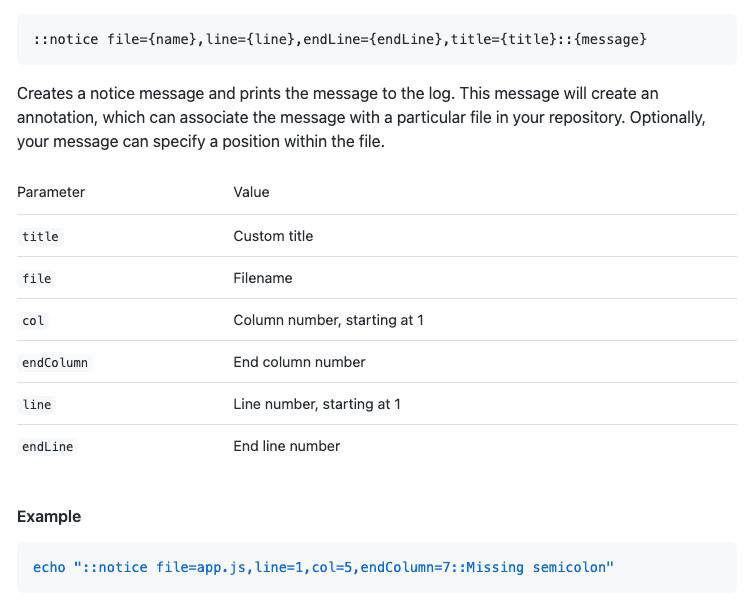 ::notice file={name},line={line},endLine={endLine},title={title}::{message}
Creates a notice message and prints the message to the log. This message will create an
annotation, which can associate the message with a particular file in your repository. Optionally,
your message can specify a position within the file.
Parameter Value
title Custom title
file Filename
col Column number, starting at 1
endColumn End column number
line Line number, starting at 1
endLine End line number
Example
echo "::notice file=app.js,line=1,col=5,endColumn=7::Missing semicolon"